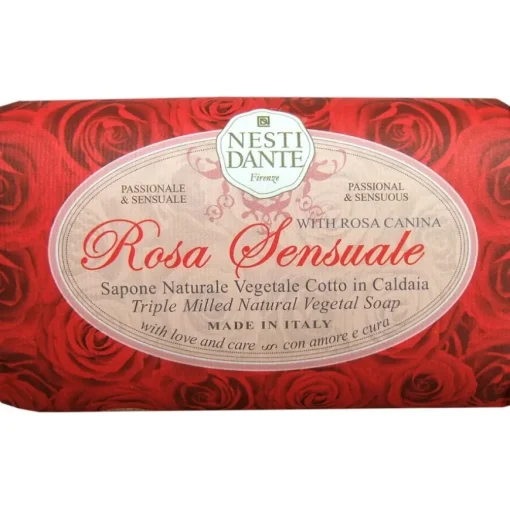 NESTI
DANTE
Firenze
PASSIONALE
& SENSUALE
PASSIONAL
& SENSUOUS
WITH ROSA CANINA
Rosa Sensuale
Sapone Naturale Vegetale Cotto in Caldaia
Triple Milled Natural Vegetal Soap
MADE IN ITALY
with love and care con amore e cura